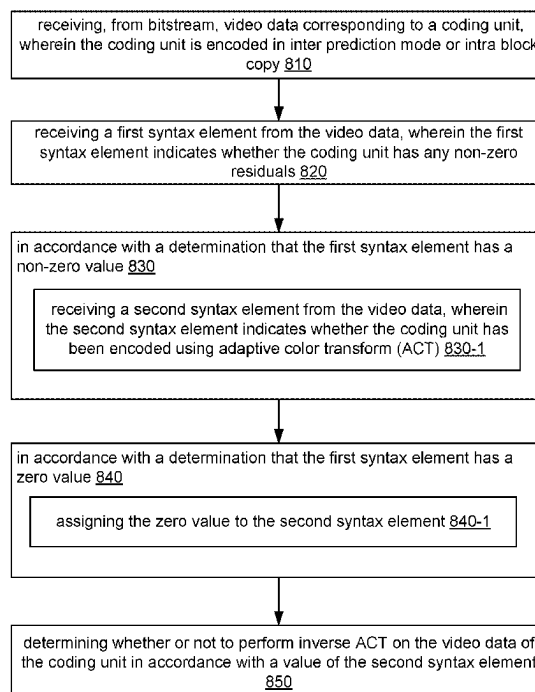 receiving, from bitstream, video data corresponding to a coding unit,
wherein the coding unit is encoded in inter prediction mode or intra block
copy 810
receiving a first syntax element from the video data, wherein the first
syntax element indicates whether the coding unit has any non-zero
residuals 820
in accordance with a determination that the first syntax element has a
non-zero value 830
receiving a second syntax element from the video data, wherein
the second syntax element indicates whether the coding unit has
been encoded using adaptive color transform (ACT) 830-1
in accordance with a determination that the first syntax element has a
zero value 840
assigning the zero value to the second syntax element 840-1
determining whether or not to perform inverse ACT on the video data of
the coding unit in accordance with a value of the second syntax element
850